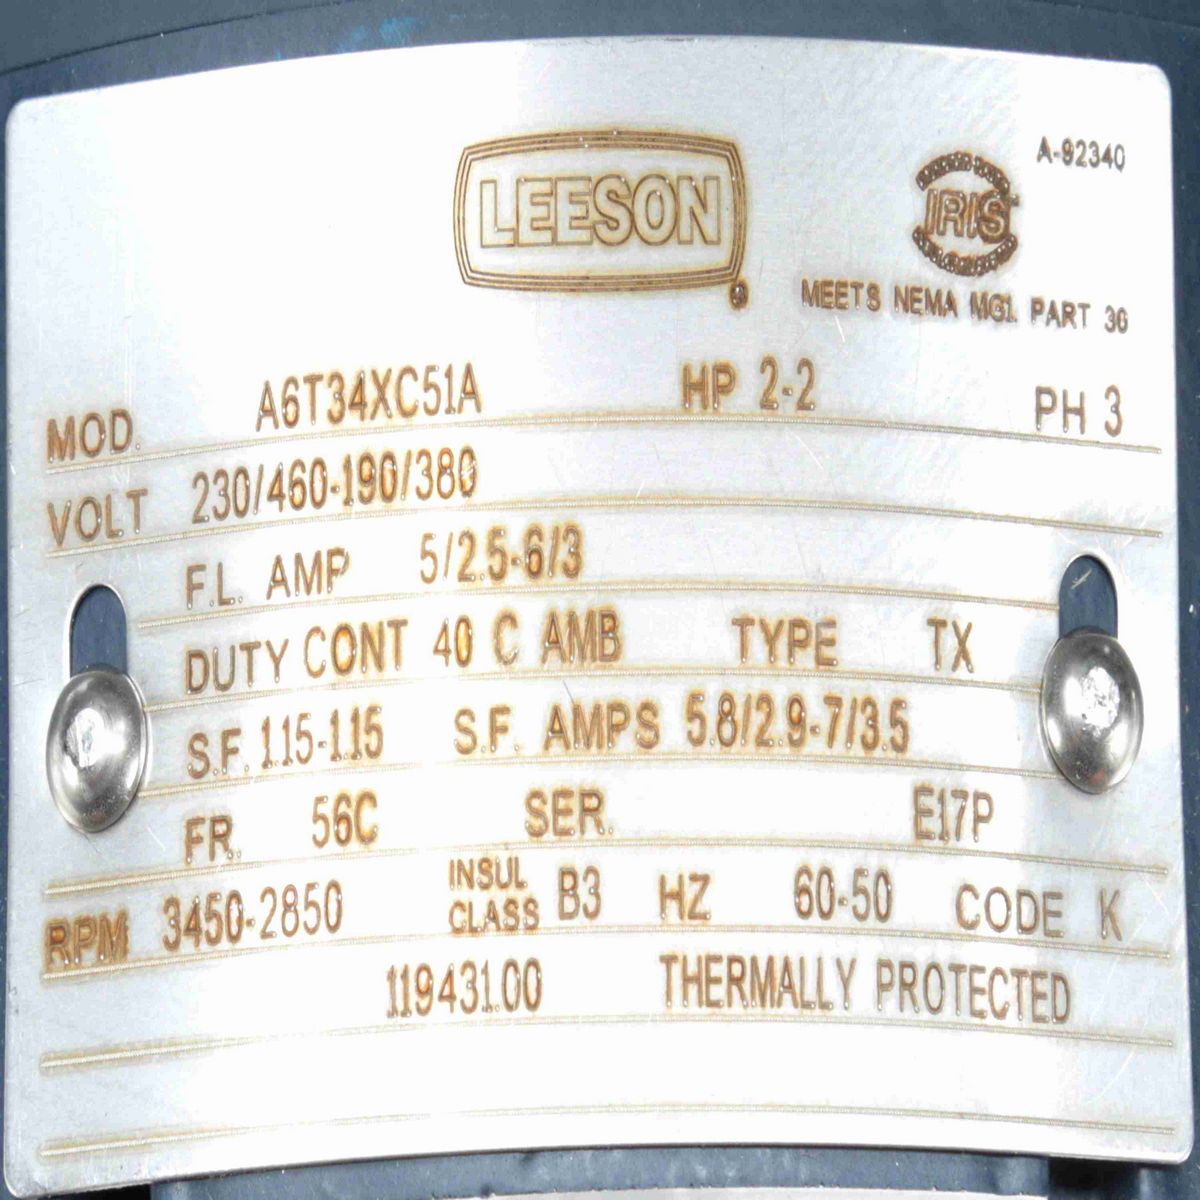 LEESON
®
IRIS
A-92340
MEETS NEMA MG1. PART 30
MOD. A6T34XC51A HP 2-2 PH 3
VOLT 230/460-190/380
F.L. AMP 5/2.5-6/3
DUTY CONT 40 C AMB TYPE TX
S.F. 1.15-1.15 S.F. AMPS 5.8/2.9-7/3.5
FR. 56C SER. E17P
RPM 3450-2850 INSUL CLASS B3 HZ 60-50 CODE K
119431.00 THERMALLY PROTECTED